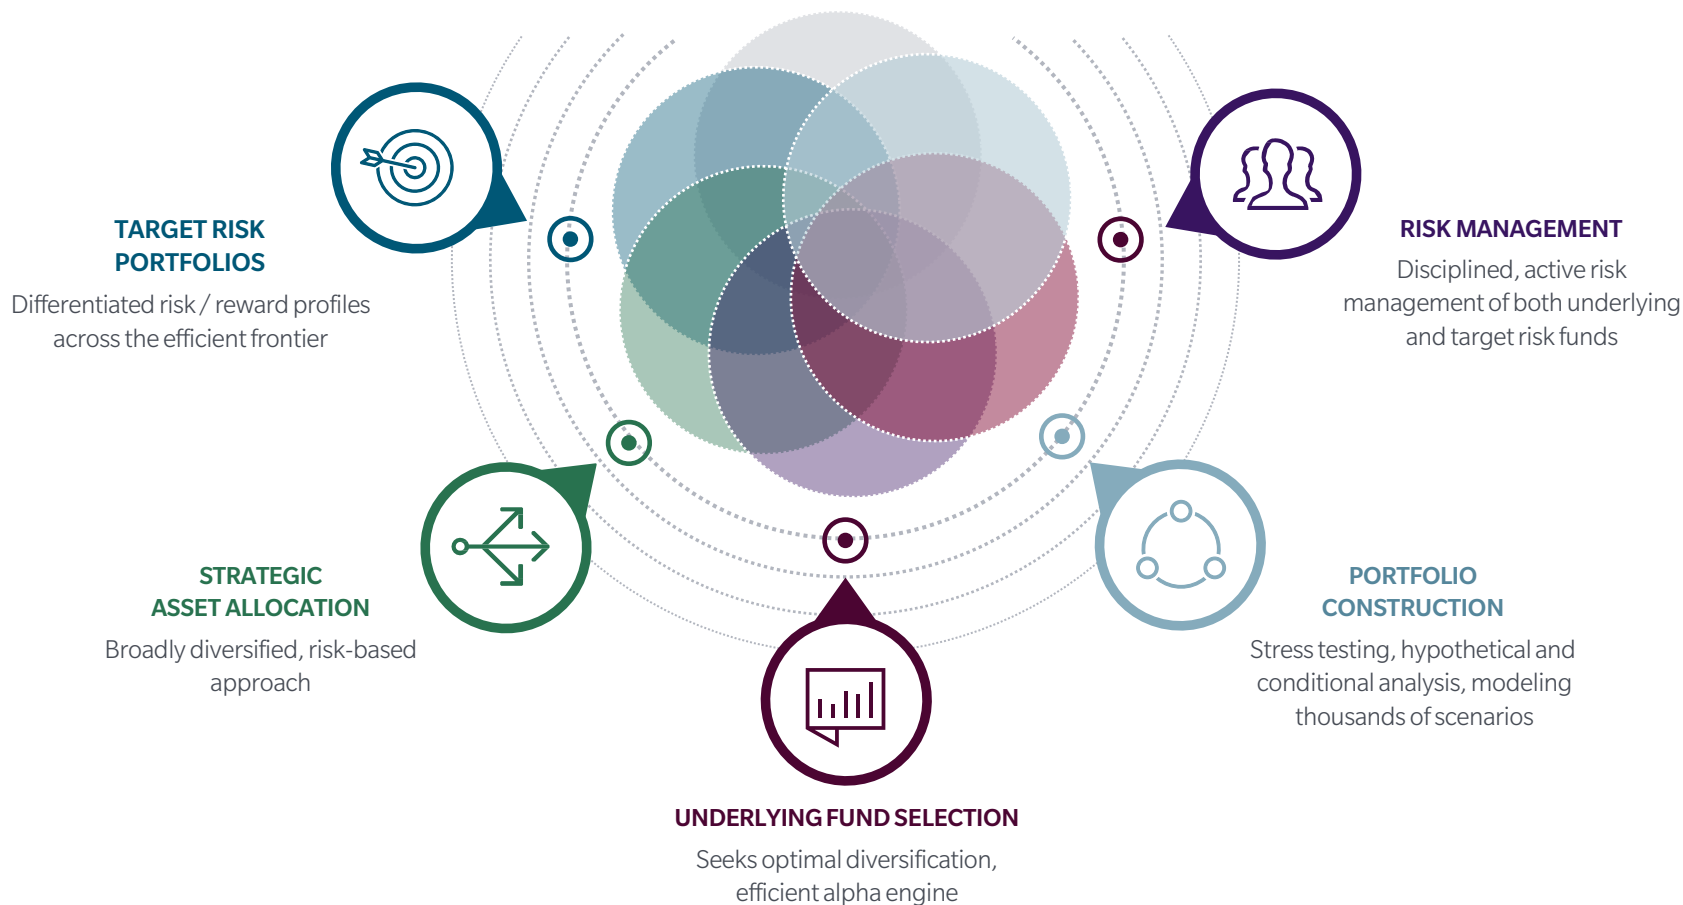 TARGET RISK
PORTFOLIOS
Differentiated risk / reward profiles
across the efficient frontier
STRATEGIC
ASSET ALLOCATION
Broadly diversified, risk-based
approach
UNDERLYING FUND SELECTION
Seeks optimal diversification,
efficient alpha engine
PORTFOLIO
CONSTRUCTION
Stress testing, hypothetical and
conditional analysis, modeling
thousands of scenarios
RISK MANAGEMENT
Disciplined, active risk
management of both underlying
and target risk funds